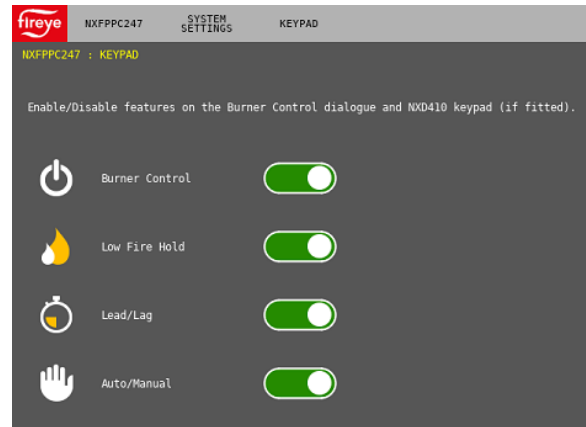 fireye
NXFPPC247
SYSTEM
SETTINGS
KEYPAD
NXFPPC247 : KEYPAD
Enable/Disable features on the Burner Control dialogue and NXD410 keypad (if fitted).
Burner Control
Low Fire Hold
Lead/Lag
Auto/Manual